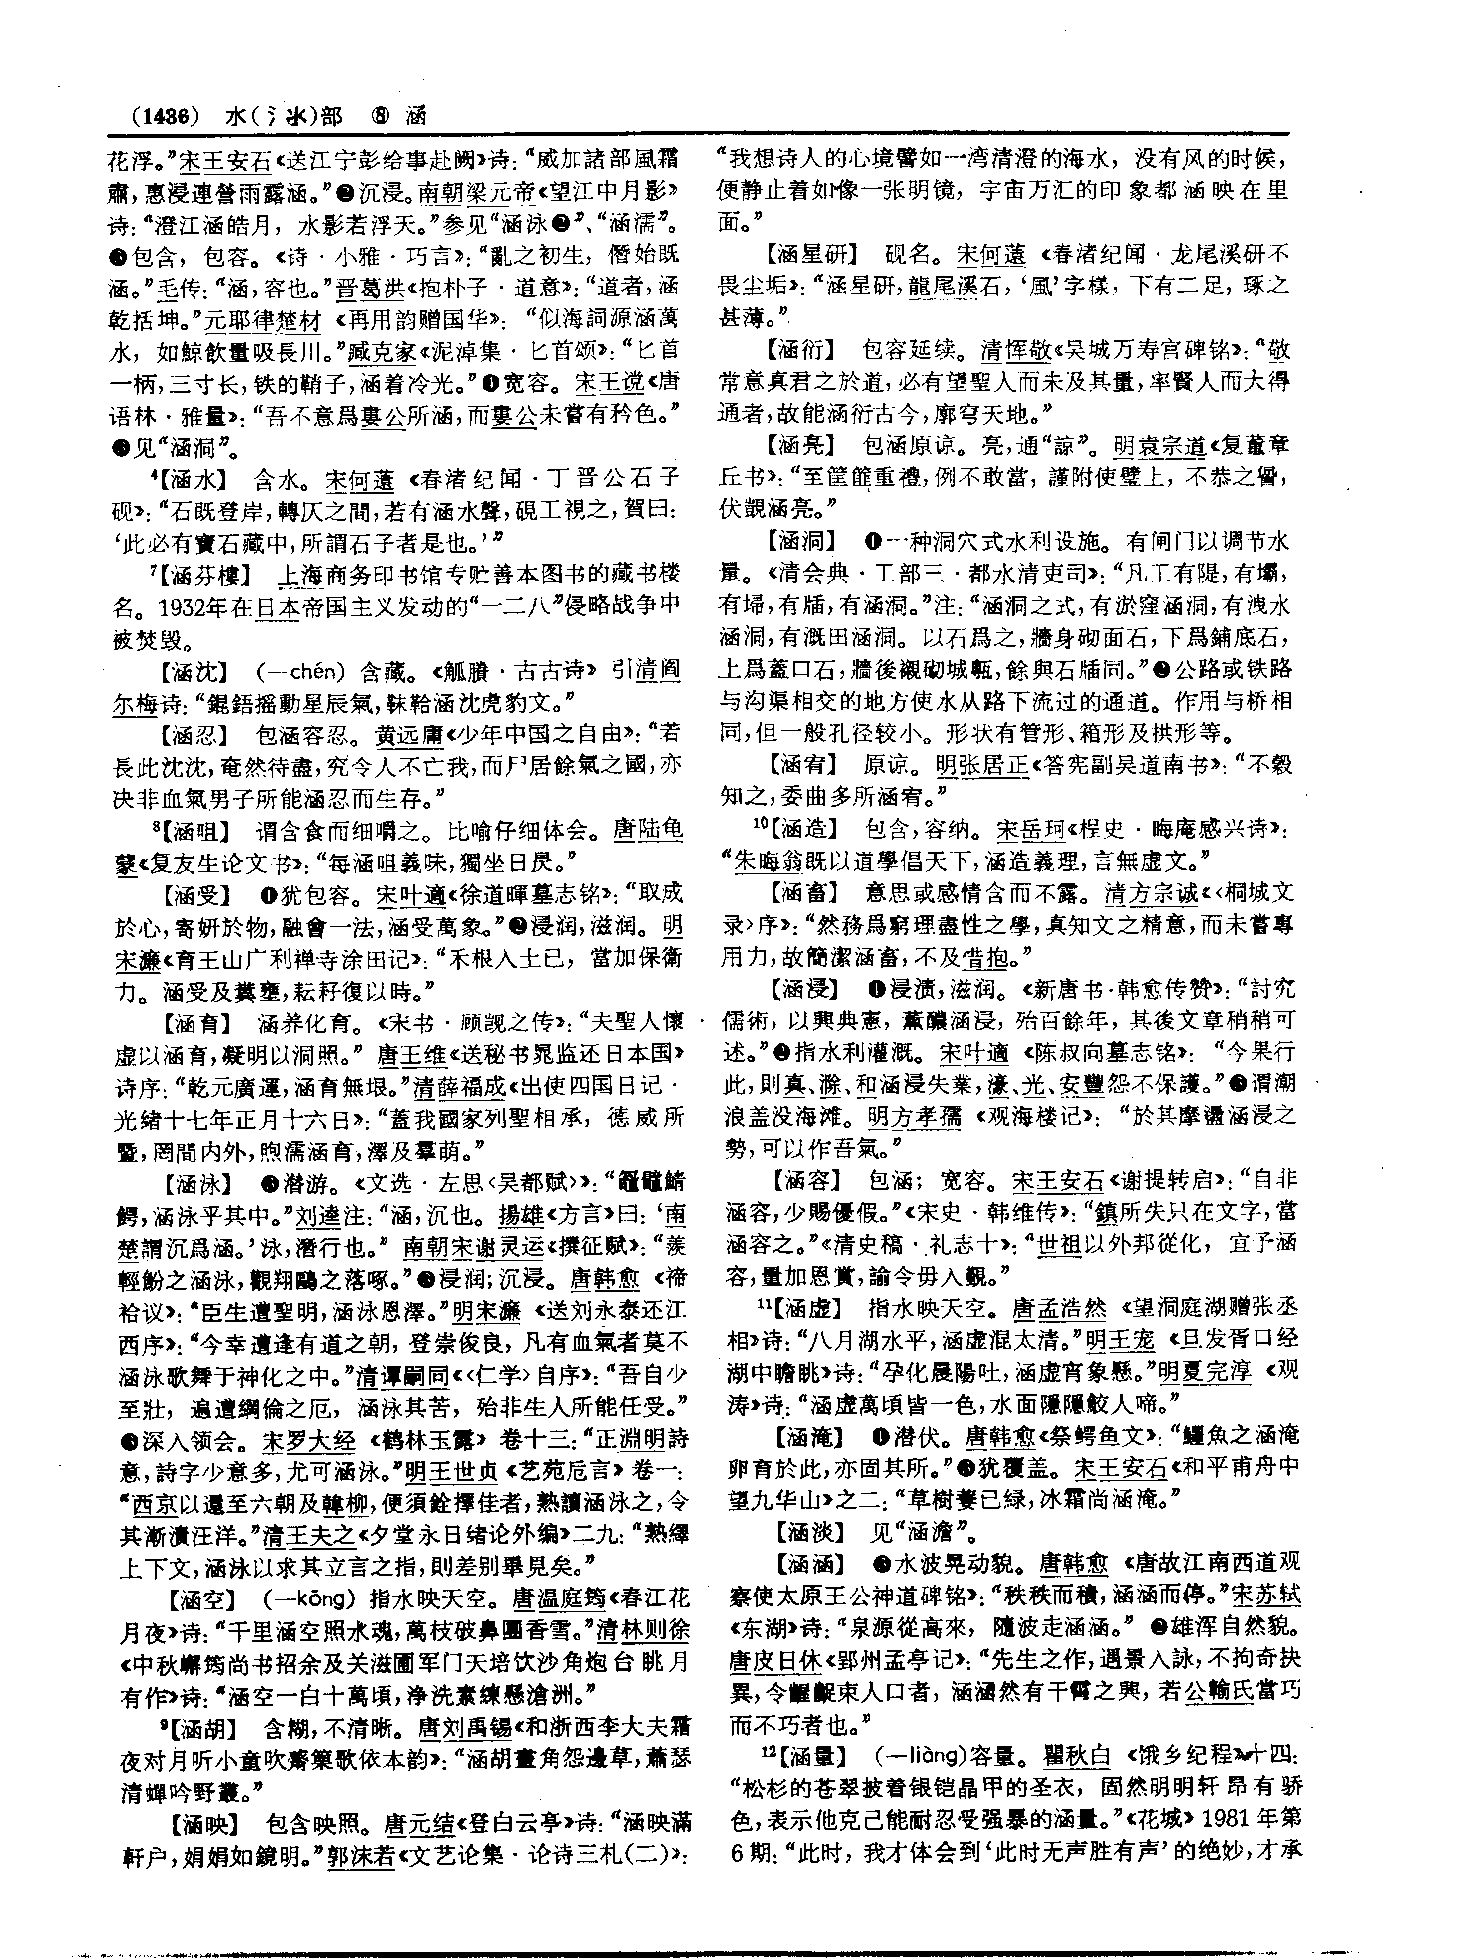 (1436) 水(氵氺)部 ⑧ 涵
花浮。”宋王安石《送江宁彭给事赴阙》诗：“威加諸部風霜
肅，惠浸連營雨露涵。”❷沉浸。南朝梁元帝《望江中月影》
诗：“澄江涵皓月，水影若浮天。”参见“涵泳❷”、“涵濡”。
❸包含，包容。《诗·小雅·巧言》：“亂之初生，僭始既
涵。”毛传：“涵，容也。”晋葛洪《抱朴子·道意》：“道者，涵
乾括坤。”元耶律楚材《再用韵赠国华》：“似海詞源涵萬
水，如鯨飲量吸長川。”臧克家《泥淖集·匕首颂》：“匕首
一柄，三寸长，铁的鞘子，涵着冷光。”❹宽容。宋王谠《唐
语林·雅量》：“吾不意爲婁公所涵，而婁公未嘗有矜色。”
❺见“涵洞”。
4【涵水】 含水。宋何薳《春渚纪闻·丁晋公石子
砚》：“石既登岸，轉仄之間，若有涵水聲，硯工視之，賀曰：
‘此必有寶石藏中，所謂石子者是也。’”
7【涵芬樓】 上海商务印书馆专贮善本图书的藏书楼
名。1932年在日本帝国主义发动的“一二八”侵略战争中
被焚毁。
【涵沈】 (—chén) 含藏。《觚賸·古古诗》引清阎
尔梅诗：“錕鋙摇動星辰氣，韎韐涵沈虎豹文。”
【涵忍】 包涵容忍。黄远庸《少年中国之自由》：“若
長此沈沈，奄然待盡，究令人不亡我，而尸居餘氣之國，亦
决非血氣男子所能涵忍而生存。”
8【涵咀】 谓含食而细嚼之。比喻仔细体会。唐陆龟
蒙《复友生论文书》：“每涵咀義味，獨坐日昃。”
【涵受】 ❶犹包容。宋叶適《徐道暉墓志铭》：“取成
於心，寄妍於物，融會一法，涵受萬象。”❷浸润，滋润。明
宋濂《育王山广利禅寺涂田记》：“禾根入土已，當加保衛
力。涵受及糞壅，耘耔復以時。”
【涵育】 涵养化育。《宋书·顾觊之传》：“夫聖人懷
虚以涵育，凝明以洞照。”唐王维《送秘书晁监还日本国》
诗序：“乾元廣運，涵育無垠。”清薛福成《出使四国日记·
光绪十七年正月十六日》：“蓋我國家列聖相承，德威所
暨，罔間内外，煦濡涵育，澤及羣萌。”
【涵泳】 ❶潜游。《文选·左思〈吴都赋〉》：“䱜鼊鯖
鰐，涵泳乎其中。”刘逵注：“涵，沉也。揚雄《方言》曰：‘南
楚謂沉爲涵。’泳，潛行也。”南朝宋谢灵运《撰征赋》：“羨
輕魵之涵泳，觀翔鷗之落啄。”❷浸润；沉浸。唐韩愈《禘
祫议》：“臣生遭聖明，涵泳恩澤。”明宋濂《送刘永泰还江
西序》：“今幸遭逢有道之朝，登崇俊良，凡有血氣者莫不
涵泳歌舞于神化之中。”清谭嗣同《〈仁学〉自序》：“吾自少
至壯，遍遭綱倫之厄，涵泳其苦，殆非生人所能任受。”
❸深入领会。宋罗大经《鹤林玉露》卷十三：“正淵明詩
意，詩字少意多，尤可涵泳。”明王世贞《艺苑卮言》卷一：
“西京以還至六朝及韓柳，便須銓擇佳者，熟讀涵泳之，令
其漸漬汪洋。”清王夫之《夕堂永日绪论外编》二九：“熟繹
上下文，涵泳以求其立言之指，則差别畢見矣。”
【涵空】 (—kōng) 指水映天空。唐温庭筠《春江花
月夜》诗：“千里涵空照水魂，萬枝破鼻團香雪。”清林则徐
《中秋嶰筠尚书招余及关滋圃军门天培饮沙角炮台眺月
有作》诗：“涵空一白十萬頃，净洗素練懸滄洲。”
9【涵胡】 含糊，不清晰。唐刘禹锡《和浙西李大夫霜
夜对月听小童吹觱篥歌依本韵》：“涵胡畫角怨邊草，蕭瑟
清蟬吟野叢。”
【涵映】 包含映照。唐元结《登白云亭》诗：“涵映滿
軒户，娟娟如鏡明。”郭沫若《文艺论集·论诗三札(二)》：
“我想诗人的心境譬如一湾清澄的海水，没有风的时候，
便静止着如像一张明镜，宇宙万汇的印象都涵映在里
面。”
【涵星研】 砚名。宋何薳《春渚纪闻·龙尾溪研不
畏尘垢》：“涵星研，龍尾溪石，‘風’字樣，下有二足，琢之
甚薄。”
【涵衍】 包容延续。清恽敬《吴城万寿宫碑铭》：“敬
常意真君之於道，必有望聖人而未及其量，率賢人而大得
通者，故能涵衍古今，廓穹天地。”
【涵亮】 包涵原谅。亮，通“諒”。明袁宗道《复董章
丘书》：“至筐篚重禮，例不敢當，謹附使璧上，不恭之罾，
伏覬涵亮。”
【涵洞】 ❶一种洞穴式水利设施。有闸门以调节水
量。《清会典·工部三·都水清吏司》：“凡工有隄，有壩，
有埽，有牐，有涵洞。”注：“涵洞之式，有淤窪涵洞，有洩水
涵洞，有溉田涵洞。以石爲之，牆身砌面石，下爲鋪底石，
上爲蓋口石，牆後襯砌城甎，餘與石牐同。”❷公路或铁路
与沟渠相交的地方使水从路下流过的通道。作用与桥相
同，但一般孔径较小。形状有管形、箱形及拱形等。
【涵宥】 原谅。明张居正《答宪副吴道南书》：“不榖
知之，委曲多所涵宥。”
10【涵造】 包含，容纳。宋岳珂《桯史·晦庵感兴诗》：
“朱晦翁既以道學倡天下，涵造義理，言無虚文。”
【涵畜】 意思或感情含而不露。清方宗诚《〈桐城文
录〉序》：“然務爲窮理盡性之學，真知文之精意，而未嘗專
用力，故簡潔涵畜，不及惜抱。”
【涵浸】 ❶浸渍，滋润。《新唐书·韩愈传赞》：“討究
儒術，以興典憲，薰醲涵浸，殆百餘年，其後文章稍稍可
述。”❷指水利灌溉。宋叶適《陈叔向墓志铭》：“今果行
此，則真、滁、和涵浸失業，濠、光、安豐怨不保護。”❸渭潮
浪盖没海滩。明方孝孺《观海楼记》：“於其摩盪涵浸之
勢，可以作吾氣。”
【涵容】 包涵；宽容。宋王安石《谢提转启》：“自非
涵容，少賜優假。”《宋史·韩维传》：“鎮所失只在文字，當
涵容之。”《清史稿·礼志十》：“世祖以外邦從化，宜予涵
容，量加恩賞，諭令毋入覲。”
11【涵虚】 指水映天空。唐孟浩然《望洞庭湖赠张丞
相》诗：“八月湖水平，涵虚混太清。”明王宠《旦发胥口经
湖中瞻眺》诗：“孕化晨陽吐，涵虚宵象懸。”明夏完淳《观
涛》诗：“涵虚萬頃皆一色，水面隱隱鮫人啼。”
【涵淹】 ❶潜伏。唐韩愈《祭鳄鱼文》：“鱷魚之涵淹
卵育於此，亦固其所。”❷犹覆盖。宋王安石《和平甫舟中
望九华山》之二：“草樹萋已緑，冰霜尚涵淹。”
【涵淡】 见“涵澹”。
【涵涵】 ❶水波晃动貌。唐韩愈《唐故江南西道观
察使太原王公神道碑铭》：“秩秩而積，涵涵而停。”宋苏轼
《东湖》诗：“泉源從高來，隨波走涵涵。”❷雄浑自然貌。
唐皮日休《郢州孟亭记》：“先生之作，遇景入詠，不拘奇抉
異，令齷齪束人口者，涵涵然有干霄之興，若公輸氏當巧
而不巧者也。”
12【涵量】 (—liàng)容量。瞿秋白《饿乡纪程》十四：
“松杉的苍翠披着银铠晶甲的圣衣，固然明明轩昂有骄
色，表示他克己能耐忍受强暴的涵量。”《花城》1981年第
6期：“此时，我才体会到‘此时无声胜有声’的绝妙，才承